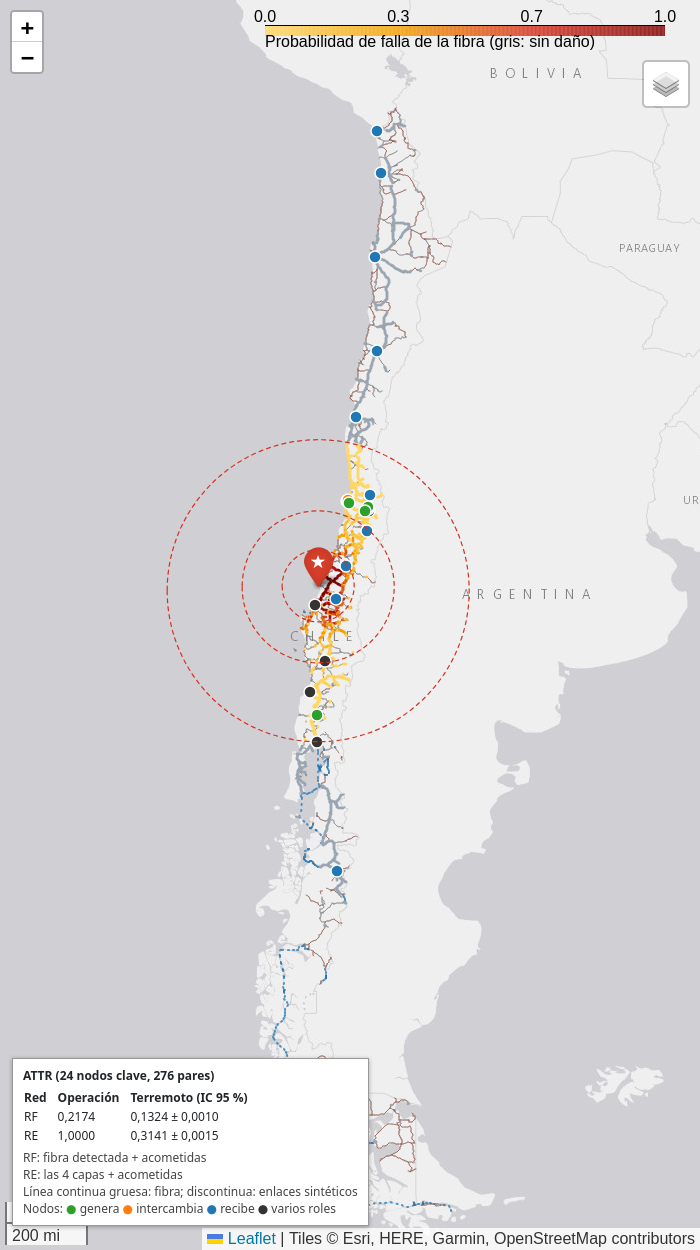 +
−
0.0 0.3 0.7 1.0
Probabilidad de falla de la fibra (gris: sin daño)
BOLIVIA
PARAGUAY
UR
ARGENTINA
CHILE
ATTR (24 nodos clave, 276 pares)
Red Operación Terremoto (IC 95 %)
RF 0,2174 0,1324 ± 0,0010
RE 1,0000 0,3141 ± 0,0015
RF: fibra detectada + acometidas
RE: las 4 capas + acometidas
Línea continua gruesa: fibra; discontinua: enlaces sintéticos
Nodos: genera intercambia recibe varios roles
200 mi
Leaflet | Tiles © Esri, HERE, Garmin, OpenStreetMap contributors